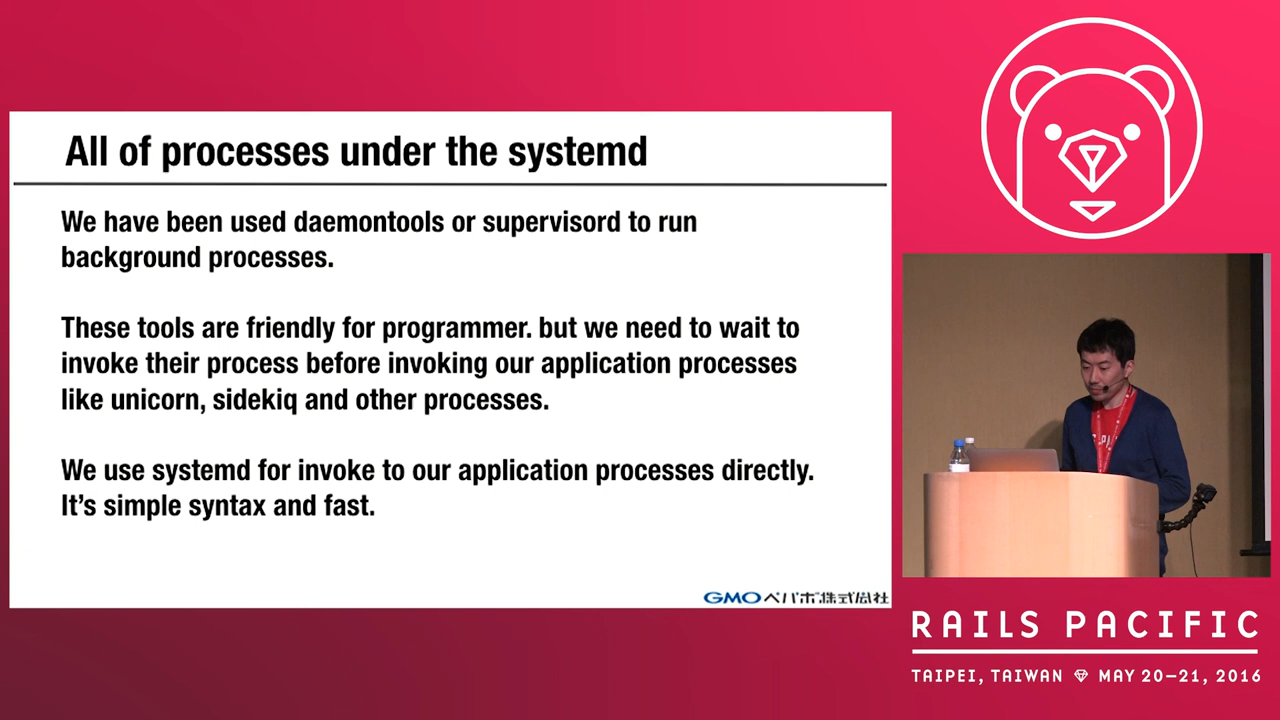 All of processes under the systemd
We have been used daemontools or supervisord to run
background processes.
These tools are friendly for programmer. but we need to wait to
invoke their process before invoking our application processes
like unicorn, sidekiq and other processes.
We use systemd for invoke to our application processes directly.
It's simple syntax and fast.
GMOペパボ株式会社
RAILS PACIFIC
TAIPEI, TAIWAN MAY 20–21, 2016